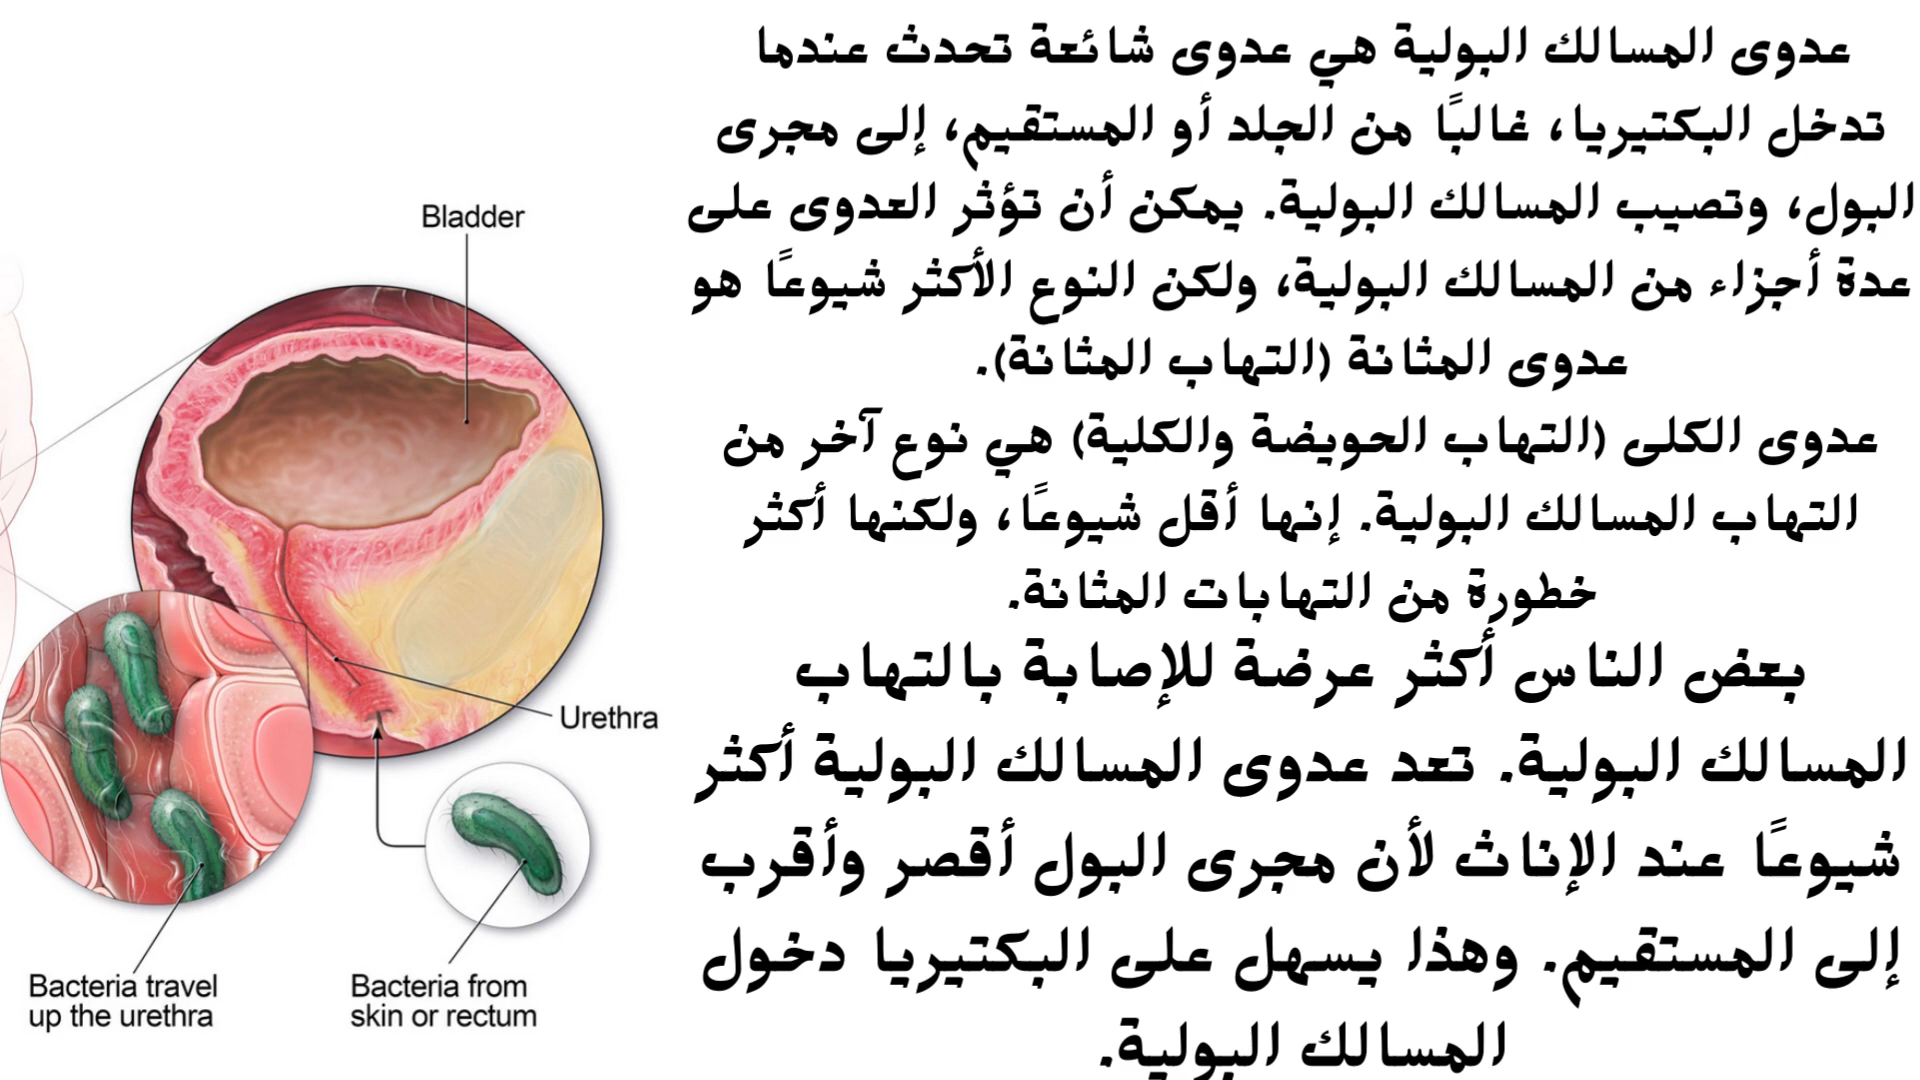 عدوى المسالك البولية هي عدوى شائعة تحدث عندما
تدخل البكتيريا، غالبًا من الجلد أو المستقيم، إلى مجرى
البول، وتصيب المسالك البولية. يمكن أن تؤثر العدوى على
عدة أجزاء من المسالك البولية، ولكن النوع الأكثر شيوعًا هو
عدوى المثانة (التهاب المثانة).
عدوى الكلى (التهاب الحويضة والكلية) هي نوع آخر من
التهاب المسالك البولية. إنها أقل شيوعًا، ولكنها أكثر
خطورة من التهابات المثانة.
بعض الناس أكثر عرضة للإصابة بالتهاب
المسالك البولية. تعد عدوى المسالك البولية أكثر
شيوعًا عند الإناث لأن مجرى البول أقصر وأقرب
إلى المستقيم. وهذا يسهل على البكتيريا دخول
المسالك البولية.
Bladder
Urethra
Bacteria travel
up the urethra
Bacteria from
skin or rectum